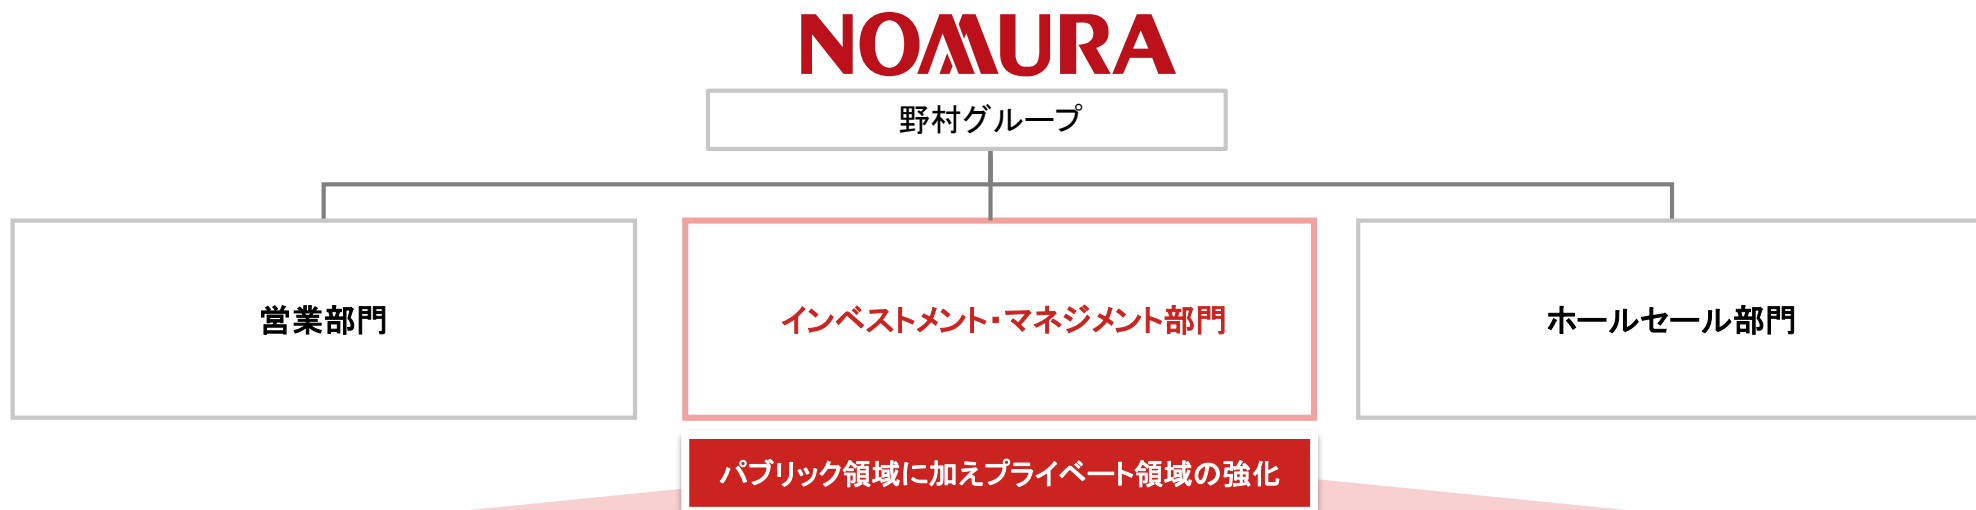 NOMURA
野村グループ
営業部門
インベストメント・マネジメント部門
ホールセール部門
パブリック領域に加えプライベート領域の強化